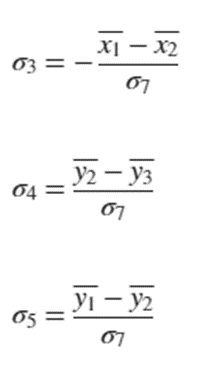 σ₃ = − (x̄₁ − x̄₂) / σ₇
σ₄ = (ȳ₂ − ȳ₃) / σ₇
σ₅ = (ȳ₁ − ȳ₂) / σ₇